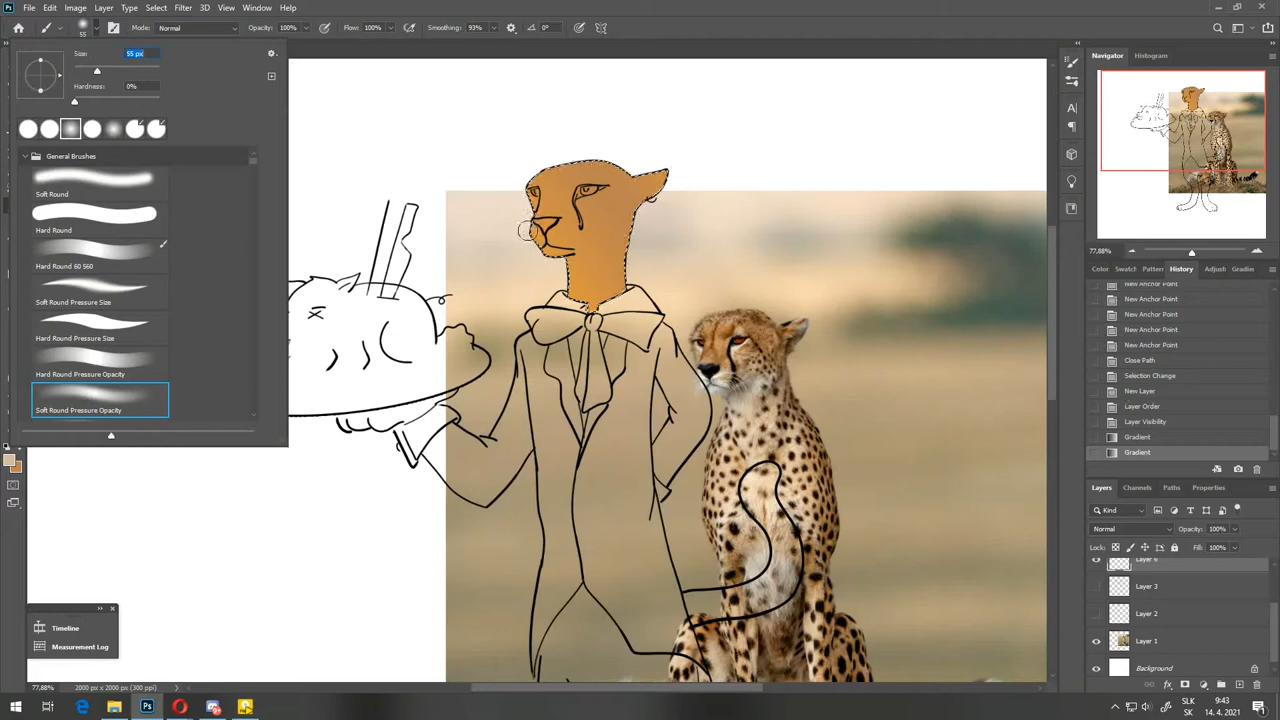 File Edit Image Layer Type Select Filter 3D View Window Help
55 Mode: Normal Opacity: 100% Flow: 100% Smoothing: 93% 0°
Size: 55 px
Hardness: 0%
General Brushes
Soft Round
Hard Round
Hard Round 60 560
Soft Round Pressure Size
Hard Round Pressure Size
Hard Round Pressure Opacity
Soft Round Pressure Opacity
Timeline
Measurement Log
Navigator Histogram
77,88%
Color Swatc Patterr History Adjus Gradien
New Anchor Point
New Anchor Point
New Anchor Point
New Anchor Point
New Anchor Point
Close Path
Selection Change
New Layer
Layer Order
Layer Visibility
Gradient
Gradient
Layers Channels Paths Properties
Kind
Normal Opacity: 100%
Lock: Fill: 100%
Layer 3
Layer 2
Layer 1
Background
77,88% 2000 px x 2000 px (300 ppi)
SLK 9:43
SK 14. 4. 2021